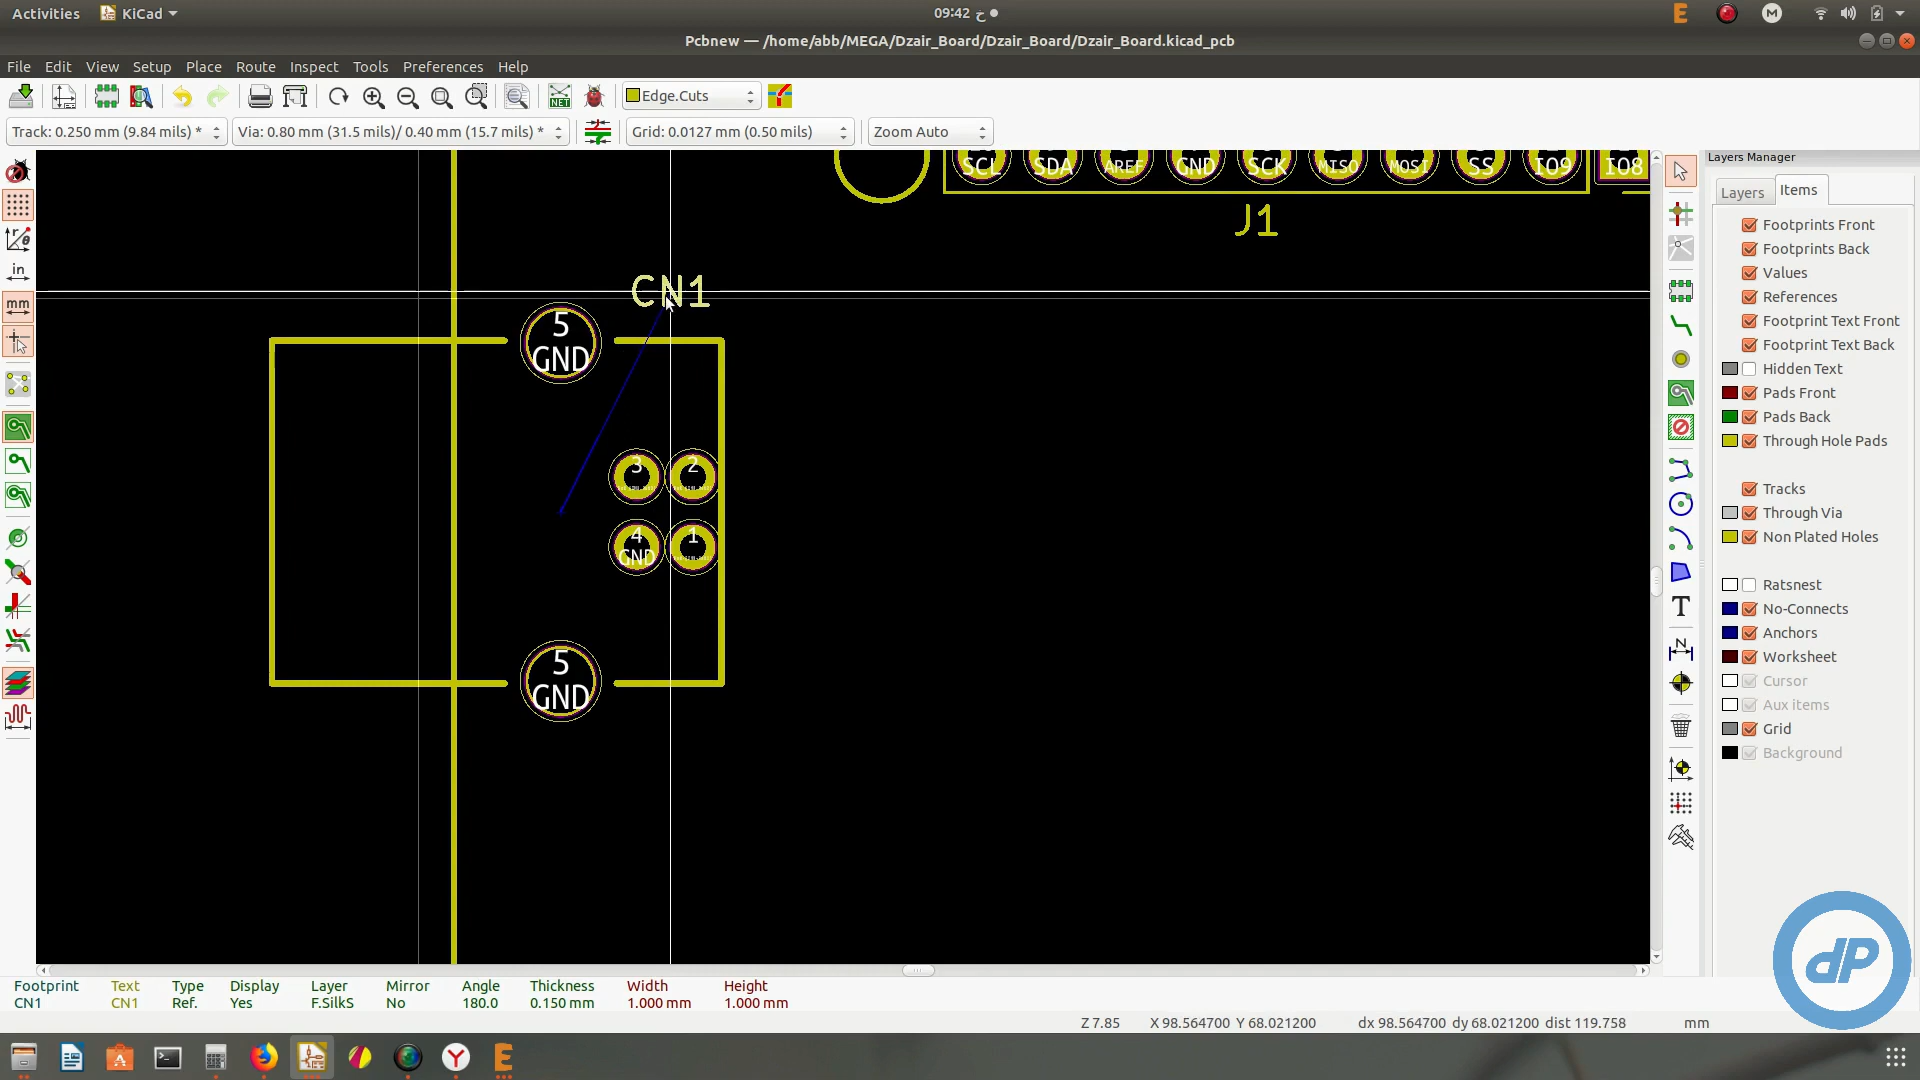 Activities KiCad 09:42 ح E M
Pcbnew — /home/abb/MEGA/Dzair_Board/Dzair_Board/Dzair_Board.kicad_pcb
File Edit View Setup Place Route Inspect Tools Preferences Help
NET Edge.Cuts
Track: 0.250 mm (9.84 mils) * Via: 0.80 mm (31.5 mils)/ 0.40 mm (15.7 mils) * Grid: 0.0127 mm (0.50 mils) Zoom Auto
Layers Manager
Layers Items
in
mm
SCL SDA AREF GND SCK MISO MOSI SS IO9 IO8
J1
CN1
5
GND
3 2
4 1
GND
5
GND
T
N
Footprints Front
Footprints Back
Values
References
Footprint Text Front
Footprint Text Back
Hidden Text
Pads Front
Pads Back
Through Hole Pads
Tracks
Through Via
Non Plated Holes
Ratsnest
No-Connects
Anchors
Worksheet
Cursor
Aux items
Grid
Background
dP
Footprint Text Type Display Layer Mirror Angle Thickness Width Height
CN1 CN1 Ref. Yes F.SilkS No 180.0 0.150 mm 1.000 mm 1.000 mm
Z 7.85 X 98.564700 Y 68.021200 dx 98.564700 dy 68.021200 dist 119.758 mm